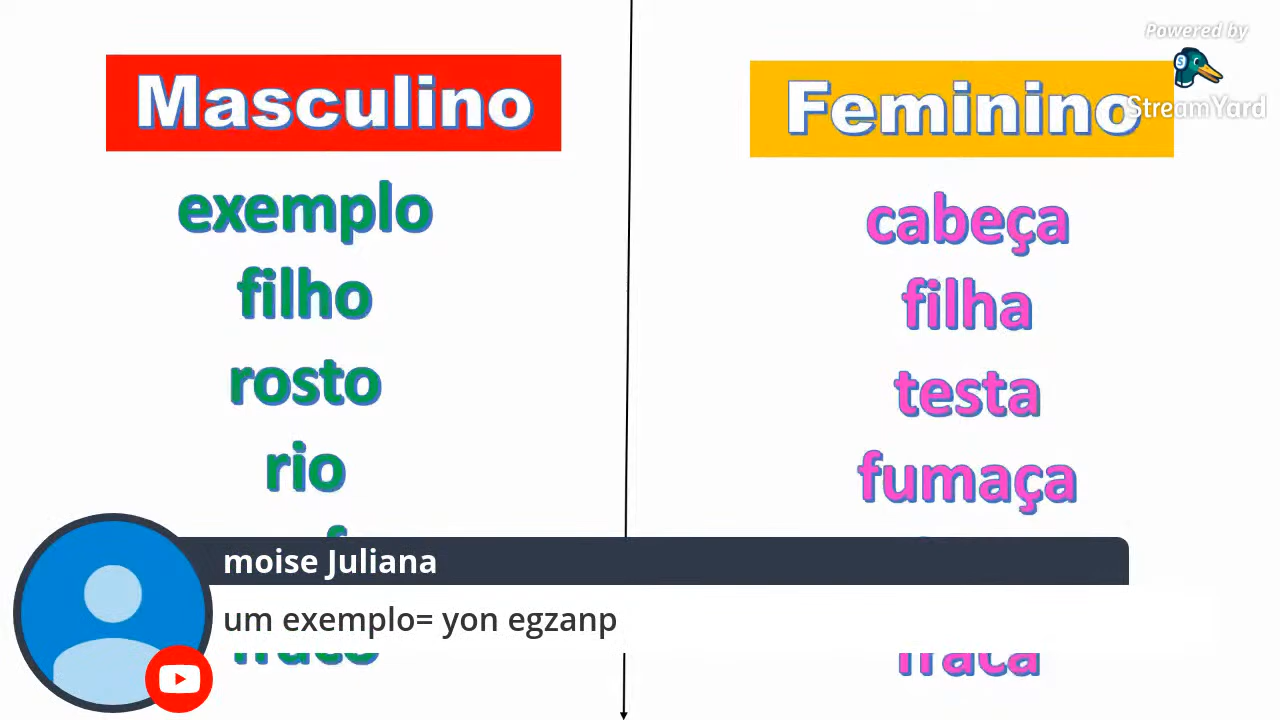 Powered by
StreamYard
Masculino
Feminino
exemplo
filho
rosto
rio
cabeça
filha
testa
fumaça
fraca
moise Juliana
um exemplo= yon egzanp